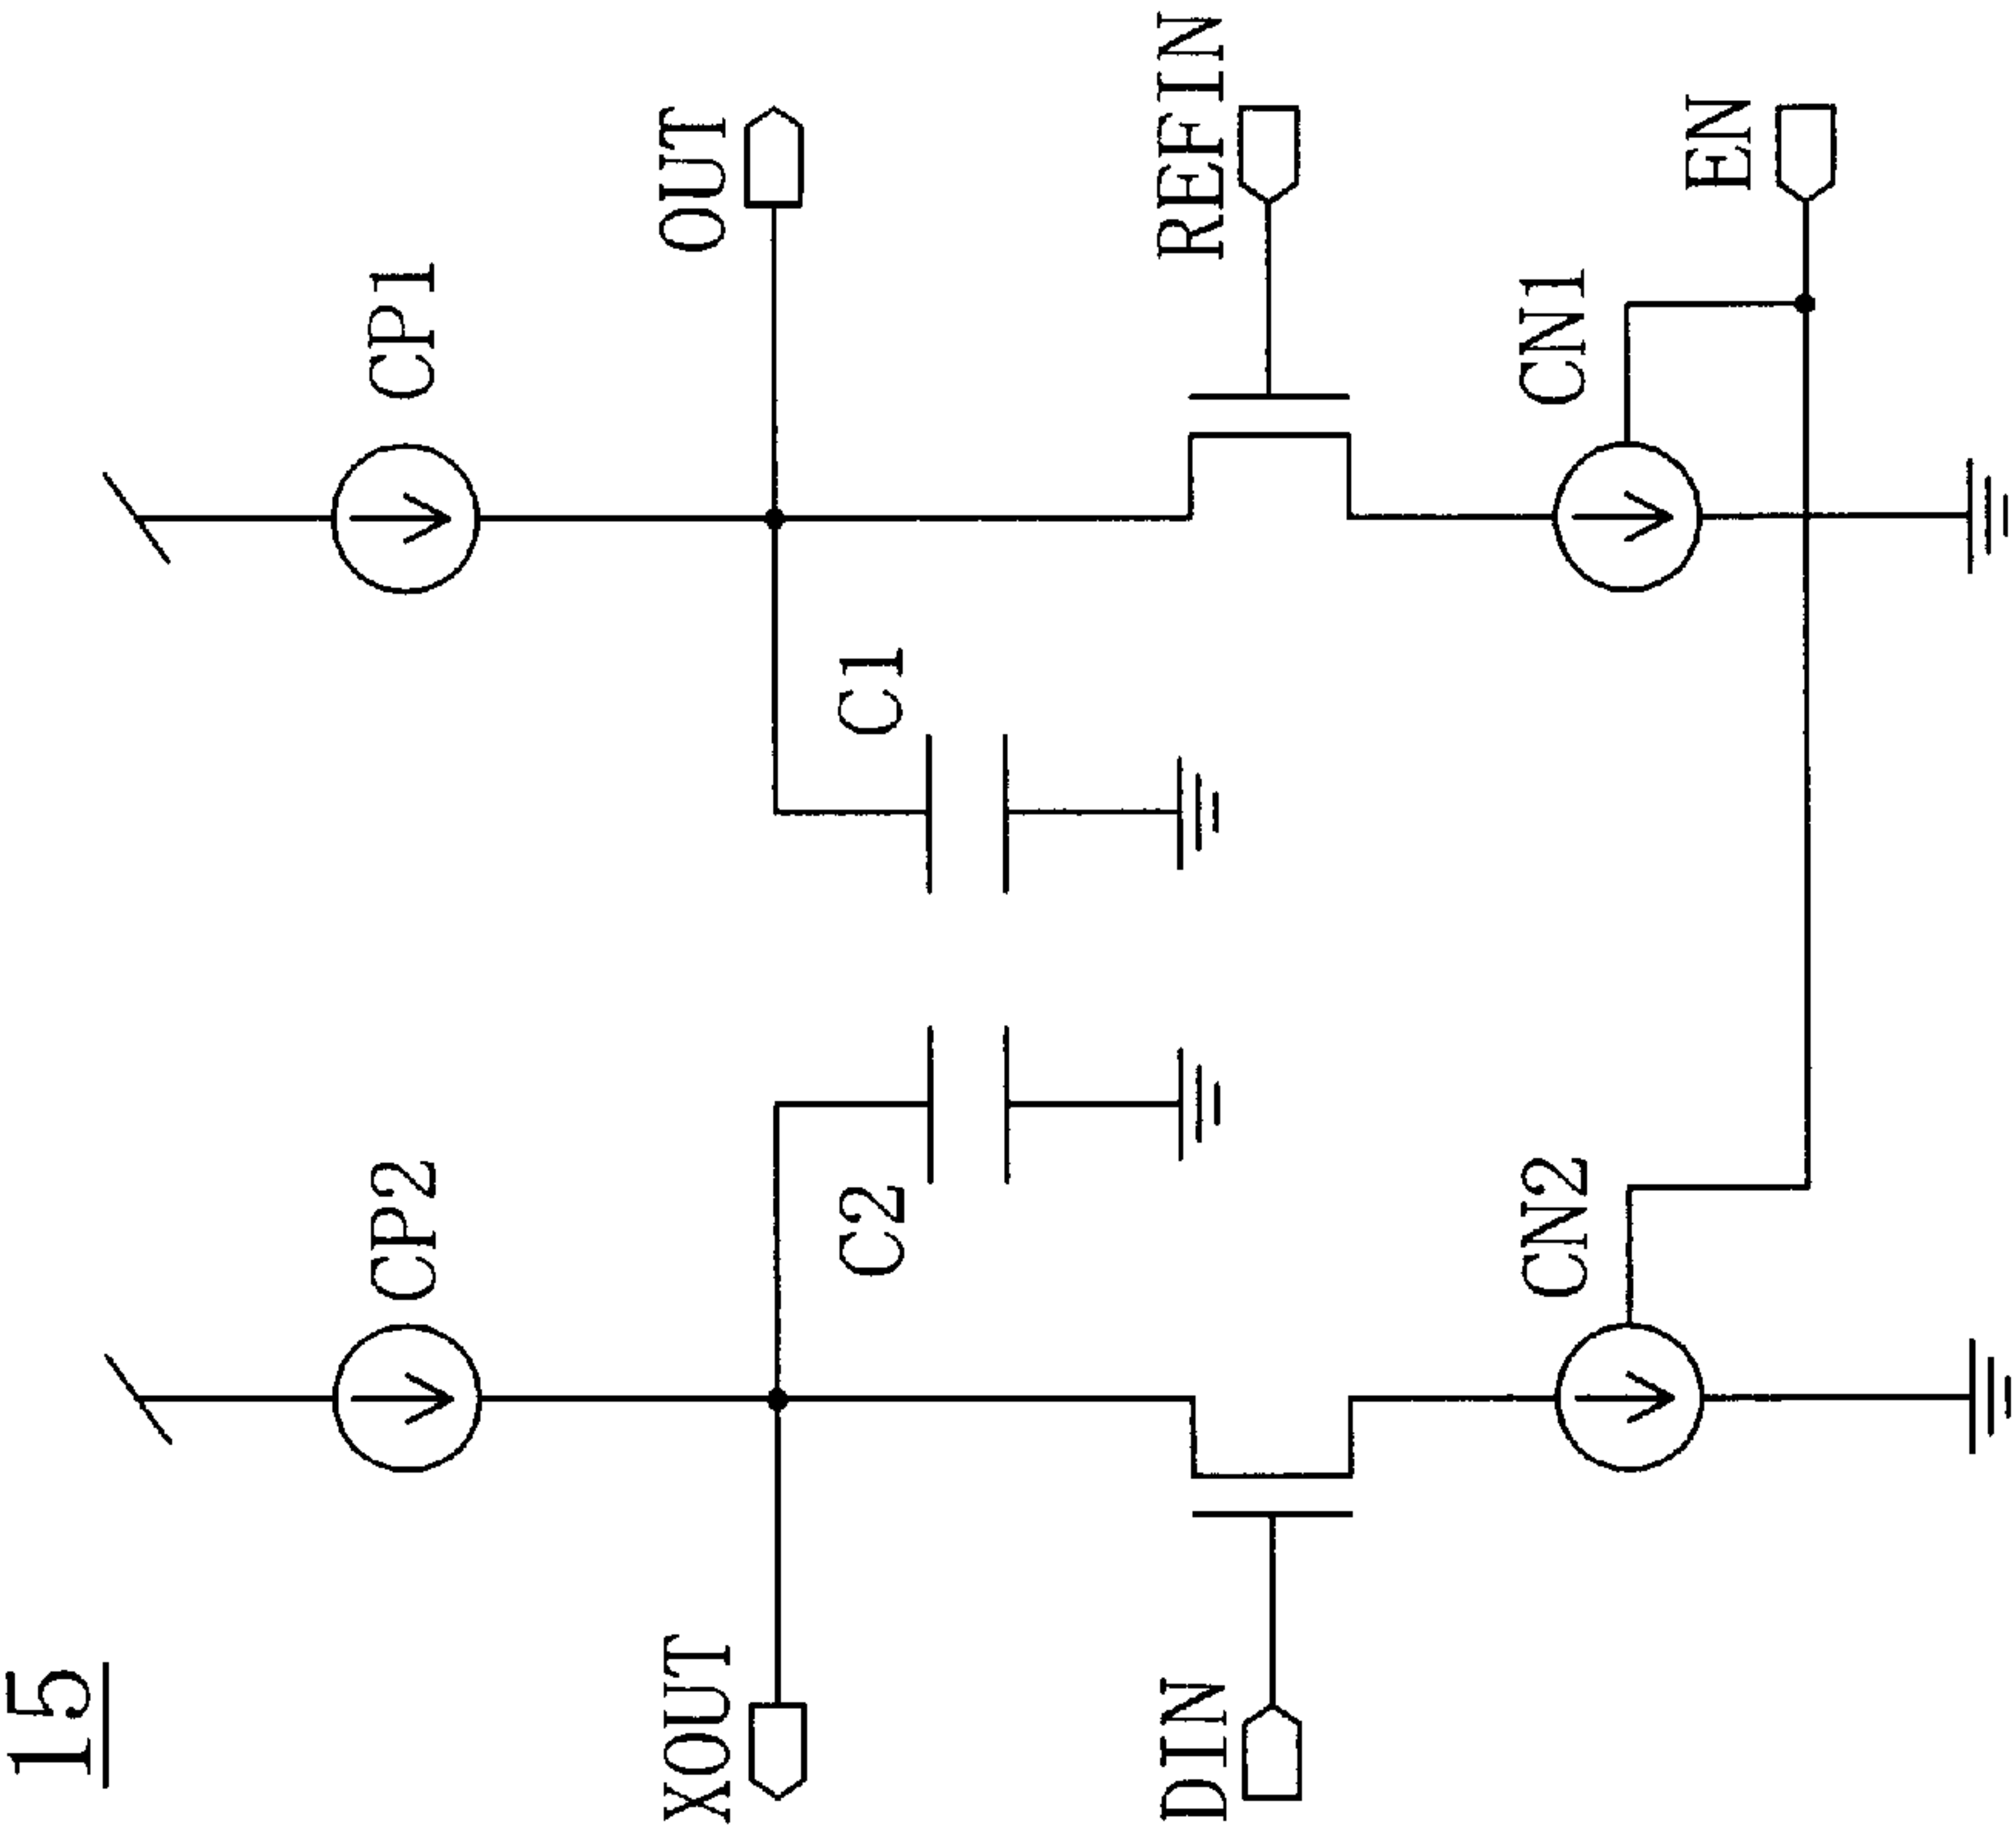 15
CP2
CP1
XOUT
OUT
C2
C1
DIN
REFIN
CN2
CN1
EN